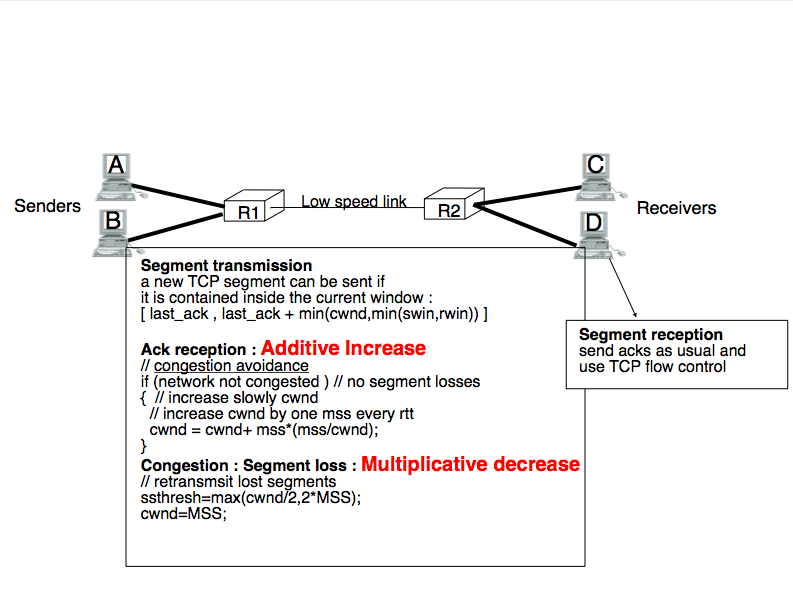 A
C
Senders
Low speed link
Receivers
R1
R2
B
D
Segment transmission
a new TCP segment can be sent if
it is contained inside the current window :
[ last_ack , last_ack + min(cwnd,min(swin,rwin)) ]
Segment reception
send acks as usual and
use TCP flow control
Ack reception : Additive Increase
// congestion avoidance
if (network not congested ) // no segment losses
{ // increase slowly cwnd
// increase cwnd by one mss every rtt
cwnd = cwnd+ mss*(mss/cwnd);
}
Congestion : Segment loss : Multiplicative decrease
// retransmsit lost segments
ssthresh=max(cwnd/2,2*MSS);
cwnd=MSS;